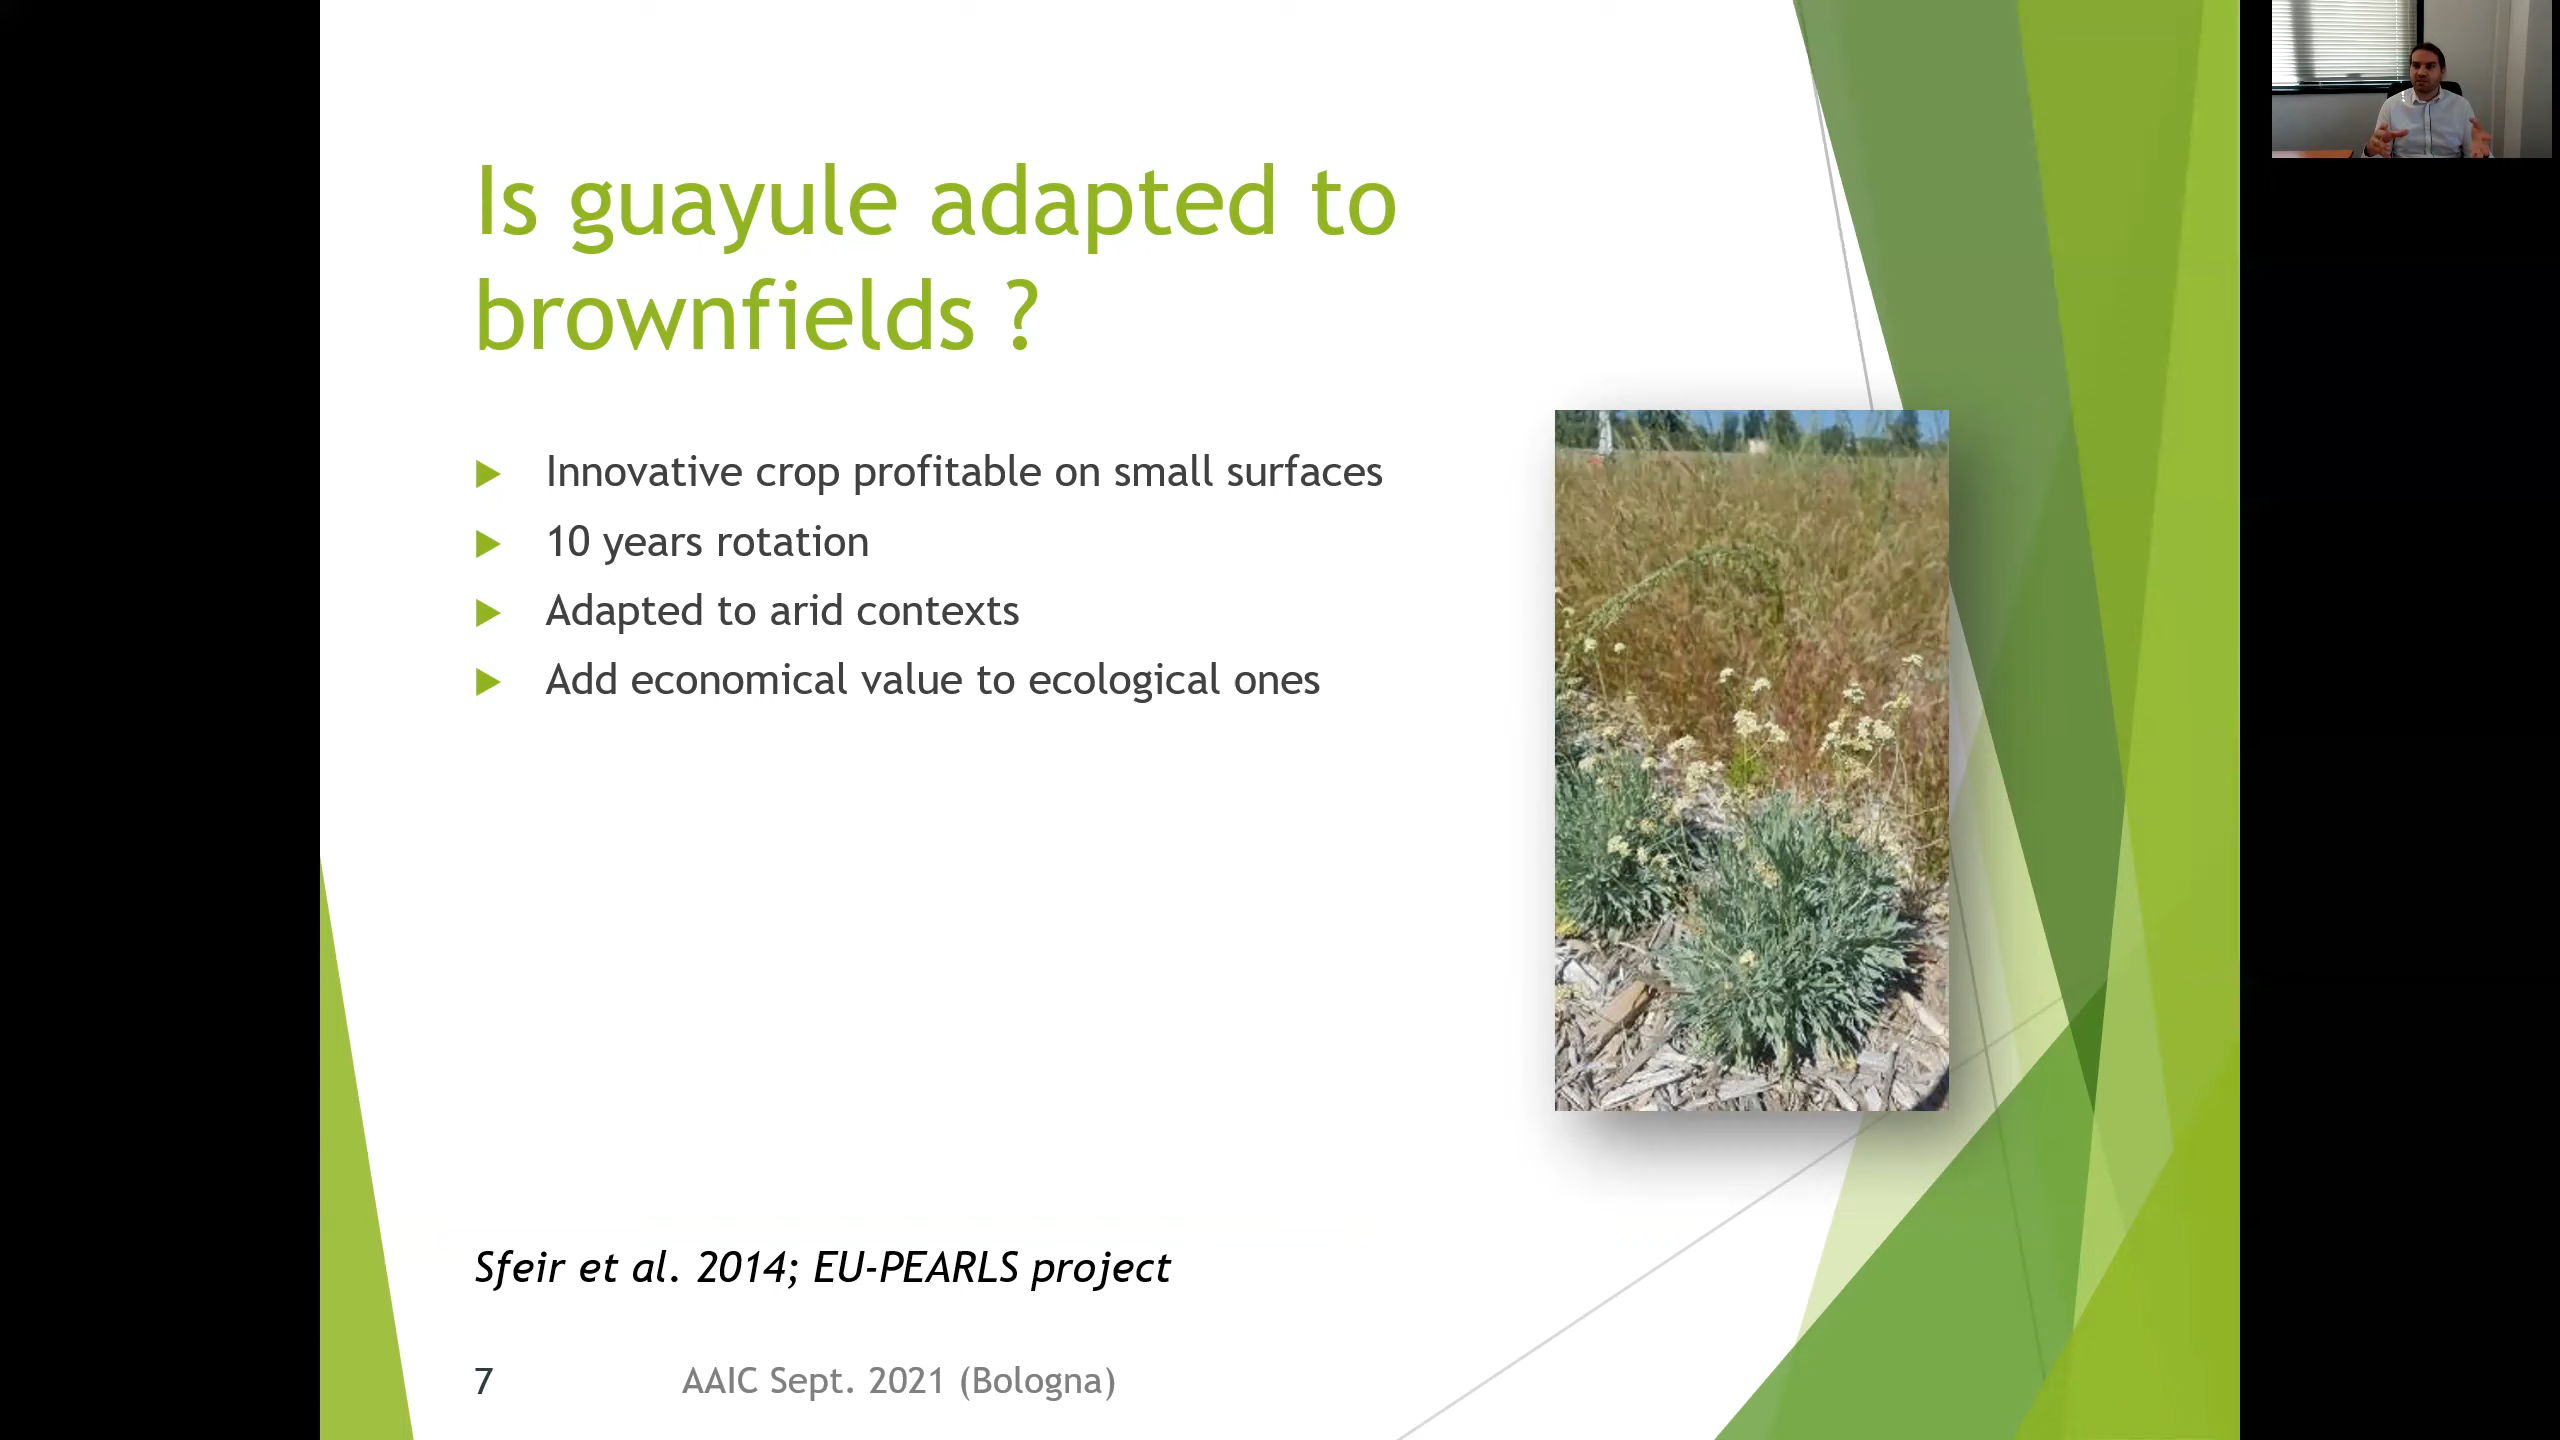 Is guayule adapted to
brownfields ?
Innovative crop profitable on small surfaces
10 years rotation
Adapted to arid contexts
Add economical value to ecological ones
Sfeir et al. 2014; EU-PEARLS project
7
AAIC Sept. 2021 (Bologna)